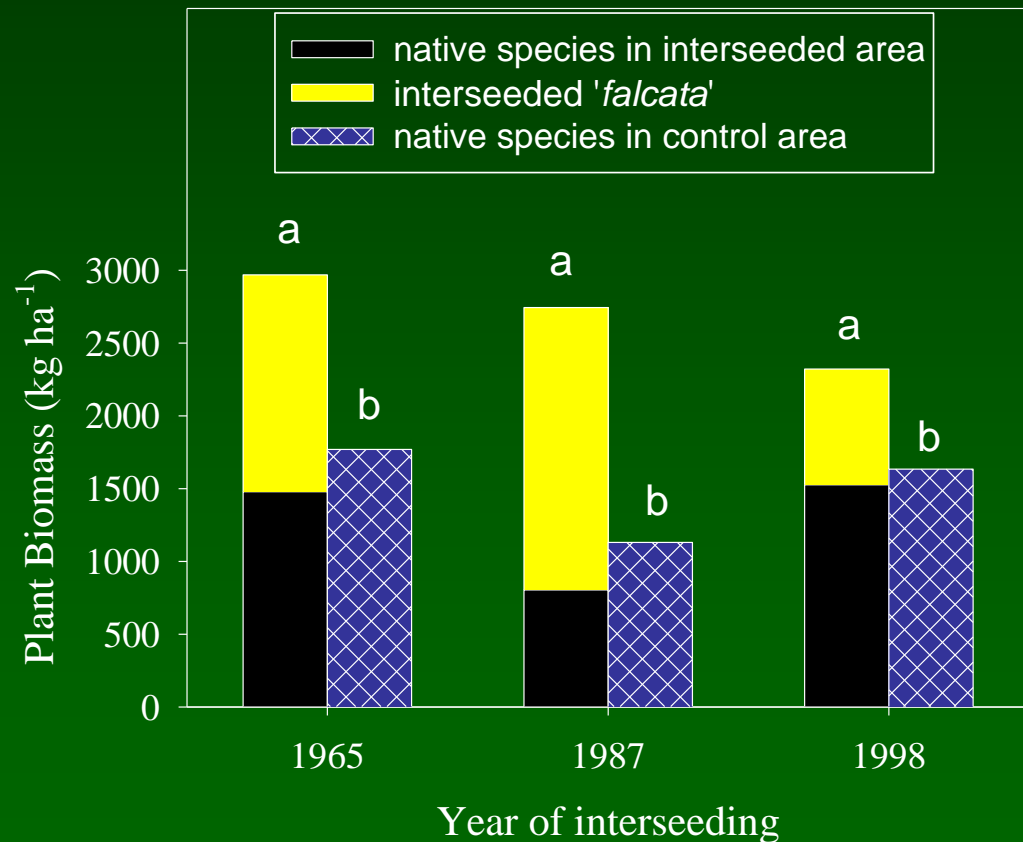 native species in interseeded area
interseeded 'falcata'
native species in control area
a
a
a
b
b
b
3000
2500
2000
1500
1000
500
0
Plant Biomass (kg ha⁻¹)
1965 1987 1998
Year of interseeding